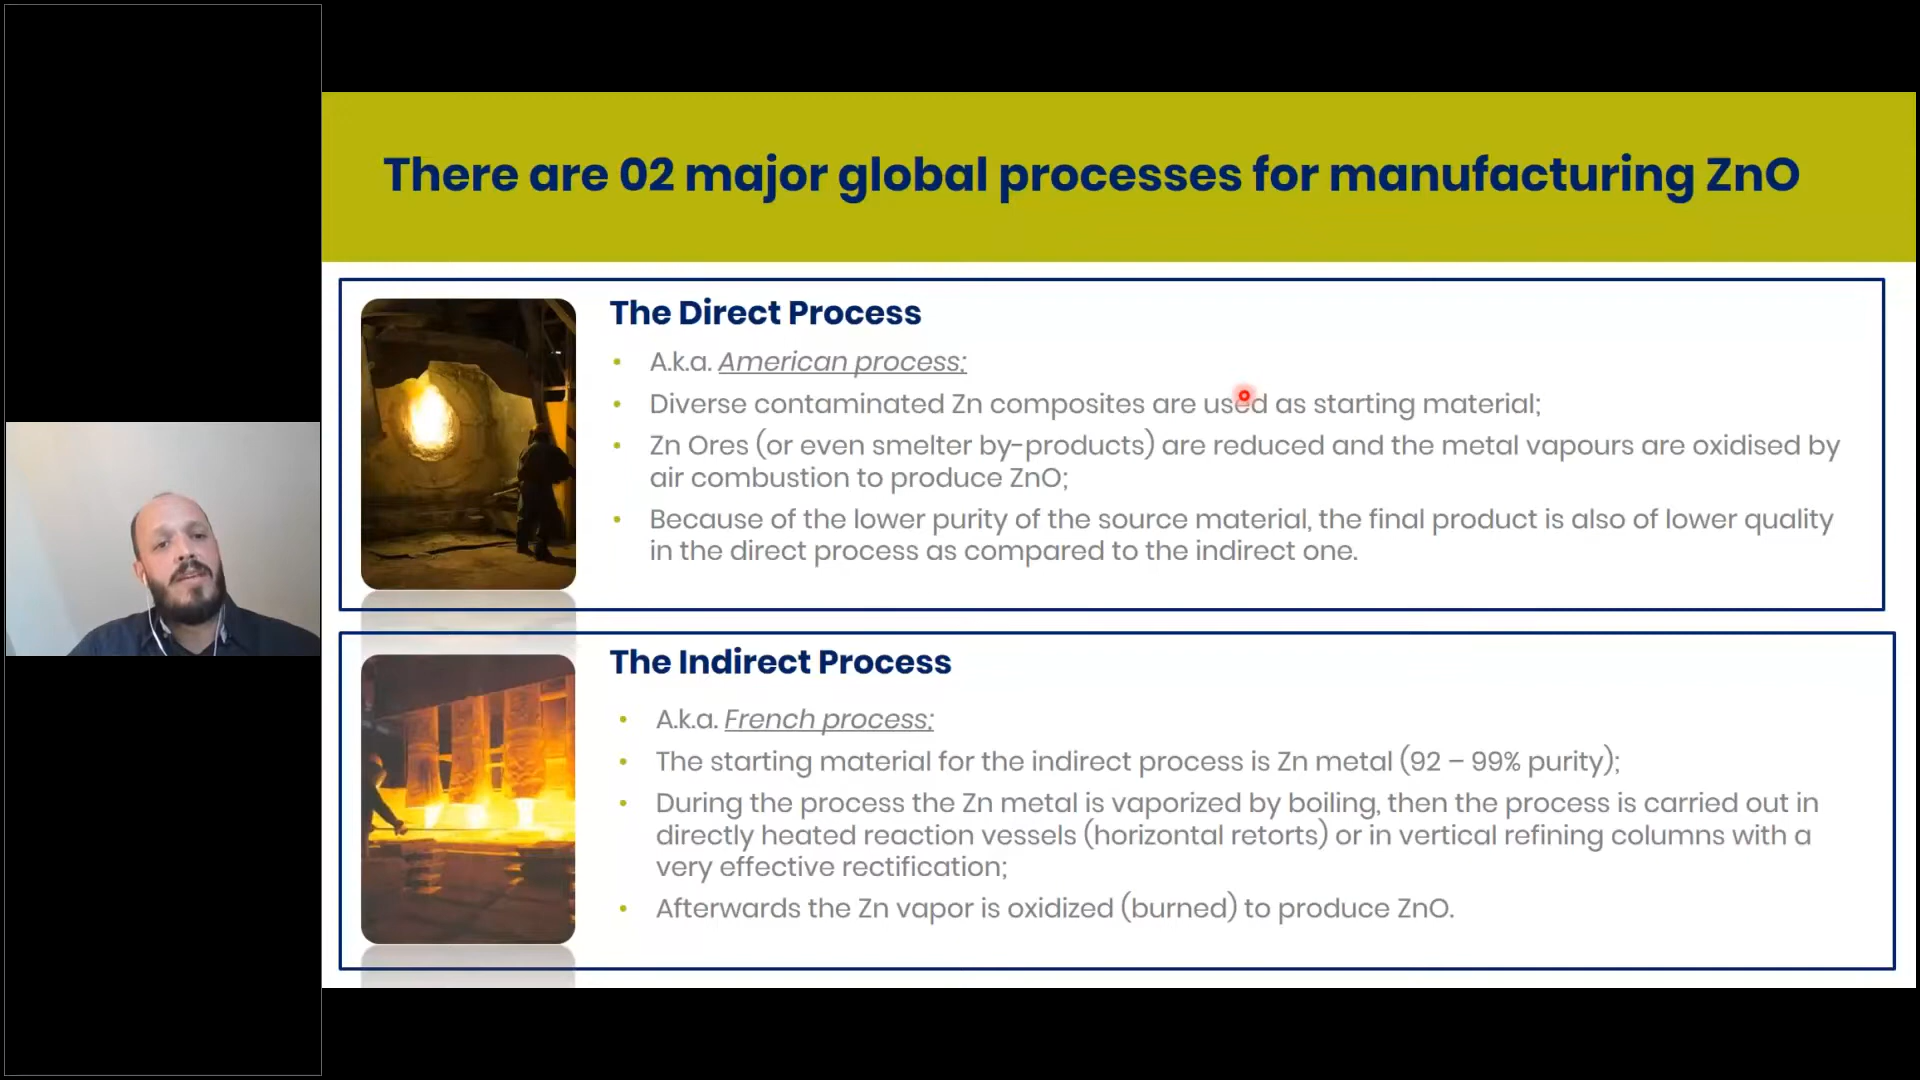 There are 02 major global processes for manufacturing ZnO
The Direct Process
• A.k.a. American process;
• Diverse contaminated Zn composites are used as starting material;
• Zn Ores (or even smelter by-products) are reduced and the metal vapours are oxidised by
air combustion to produce ZnO;
• Because of the lower purity of the source material, the final product is also of lower quality
in the direct process as compared to the indirect one.
The Indirect Process
• A.k.a. French process;
• The starting material for the indirect process is Zn metal (92 – 99% purity);
• During the process the Zn metal is vaporized by boiling, then the process is carried out in
directly heated reaction vessels (horizontal retorts) or in vertical refining columns with a
very effective rectification;
• Afterwards the Zn vapor is oxidized (burned) to produce ZnO.